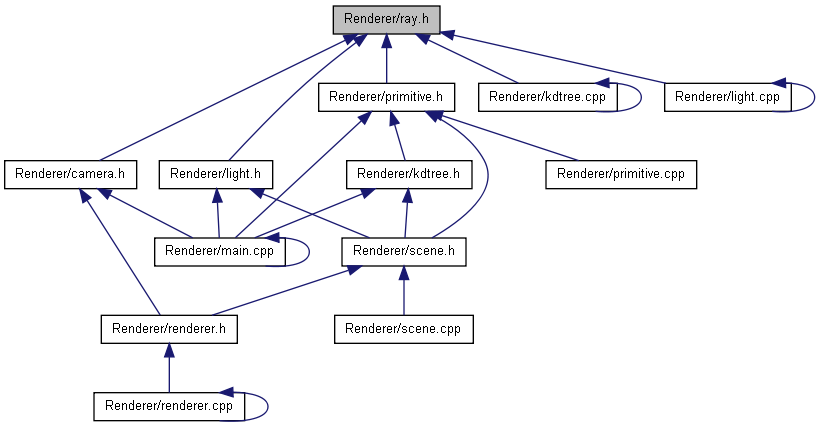 Renderer/ray.h
Renderer/primitive.h
Renderer/kdtree.cpp
Renderer/light.cpp
Renderer/camera.h
Renderer/light.h
Renderer/kdtree.h
Renderer/primitive.cpp
Renderer/main.cpp
Renderer/scene.h
Renderer/renderer.h
Renderer/scene.cpp
Renderer/renderer.cpp